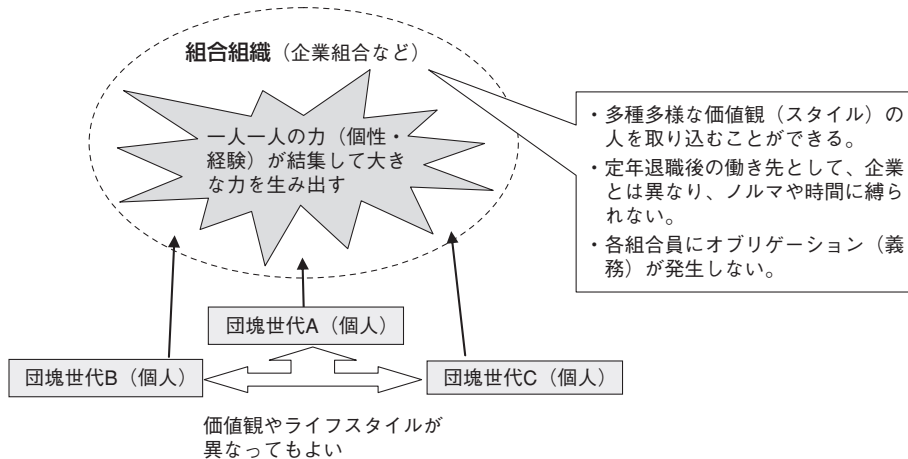 組合組織（企業組合など）
一人一人の力（個性・
経験）が結集して大き
な力を生み出す
・多種多様な価値観（スタイル）の
人を取り込むことができる。
・定年退職後の働き先として、企業
とは異なり、ノルマや時間に縛ら
れない。
・各組合員にオブリゲーション（義
務）が発生しない。
団塊世代A（個人）
団塊世代B（個人）
団塊世代C（個人）
価値観やライフスタイルが
異なってもよい